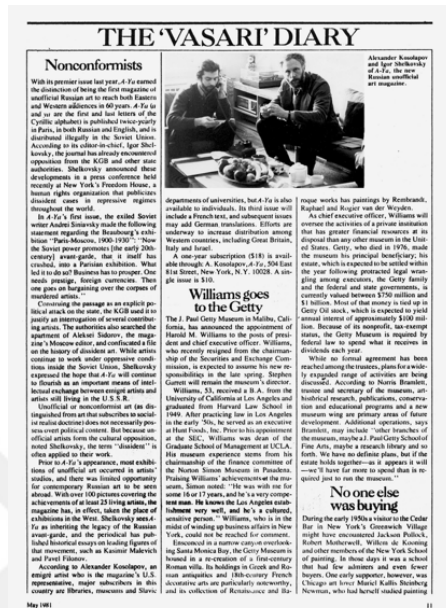 THE 'VASARI' DIARY
Nonconformists
With its premier issue last year, A-Ya earned
the distinction of being the first magazine of
unofficial Russian art to reach both Eastern
and Western audiences in 60 years. A-Ya (a
and ya are the first and last letters of the
Cyrillic alphabet) is published twice-yearly
in Paris, in both Russian and English, and is
distributed illegally in the Soviet Union.
According to its editor-in-chief, Igor Shel-
kovsky, the journal has already encountered
opposition from the KGB and other state
authorities. Shelkovsky announced these
developments in a press conference held
recently at New York's Freedom House, a
human rights organization that publicizes
dissident cases in repressive regimes
throughout the world.
In A-Ya's first issue, the exiled Soviet
writer Andrei Siniavsky made the following
statement regarding the Beaubourg's exhi-
bition "Paris-Moscow, 1900-1930": "Now
the Soviet power promotes [the early 20th-
century] avant-garde, that it itself has
crushed, into a Parisian exhibition. What
led it to do so? Business has to prosper. One
needs prestige, foreign currencies. Then
one goes on bargaining over the corpses of
murdered artists."
Construing the passage as an explicit po-
litical attack on the state, the KGB used it to
justify an interrogation of several contribut-
ing artists. The authorities also searched the
apartment of Aleksei Sidorov, the maga-
zine's Moscow editor, and confiscated a file
on the history of dissident art. While artists
continue to work under oppressive condi-
tions inside the Soviet Union, Shelkovsky
expressed the hope that A-Ya will continue
to flourish as an important means of intel-
lectual exchange between emigré artists and
artists still living in the U.S.S.R.
Unofficial or nonconformist art (as dis-
tinguished from art that subscribes to social-
ist realist doctrine) does not necessarily pos-
sess overt political content. But because un-
official artists form the cultural opposition,
noted Shelkovsky, the term "dissident" is
often applied to their work.
Prior to A-Ya's appearance, most exhibi-
tions of unofficial art occurred in artists'
studios, and there was limited opportunity
for contemporary Russian art to be seen
abroad. With over 100 pictures covering the
achievements of at least 25 living artists, the
magazine has, in effect, taken the place of
exhibitions in the West. Shelkovsky sees A-
Ya as inheriting the legacy of the Russian
avant-garde, and the periodical has pub-
lished historical essays on leading figures of
that movement, such as Kasimir Malevich
and Pavel Filonov.
According to Alexander Kosolapov, an
emigré artist who is the magazine's U.S.
representative, major subscribers in this
country are libraries, museums and Slavic
Alexander Kosolapov
and Igor Shelkovsky
of A-Ya, the new
Russian unofficial
art magazine.
departments of universities, but A-Ya is also
available to individuals. Its third issue will
include a French text, and subsequent issues
may add German translations. Efforts are
underway to increase distribution among
Western countries, including Great Britain,
Italy and Israel.
A one-year subscription ($18) is avail-
able through A. Kosolapov, A-Ya, 504 East
81st Street, New York, N.Y. 10028. A sin-
gle issue is $10.
Williams goes
to the Getty
The J. Paul Getty Museum in Malibu, Cali-
fornia, has announced the appointment of
Harold M. Williams to the posts of presi-
dent and chief executive officer. Williams,
who recently resigned from the chairman-
ship of the Securities and Exchange Com-
mission, is expected to assume his new re-
sponsibilities in the late spring. Stephen
Garrett will remain the museum's director.
Williams, 53, received a B.A. from the
University of California at Los Angeles and
graduated from Harvard Law School in
1949. After practicing law in Los Angeles
in the early '50s, he served as an executive
at Hunt Foods, Inc. Prior to his appointment
at the SEC, Williams was dean of the
Graduate School of Management at UCLA.
His museum experience stems from his
chairmanship of the finance committee of
the Norton Simon Museum in Pasadena.
Praising Williams' achievements at the mu-
seum, Simon noted: "He was with me for
some 16 or 17 years, and he's a very compe-
tent man. He knows the Los Angeles estab-
lishment very well, and he's a cultured,
sensitive person." Williams, who is in the
midst of winding up business affairs in New
York, could not be reached for comment.
Ensconced in a narrow canyon overlook-
ing Santa Monica Bay, the Getty Museum is
housed in a re-creation of a first-century
Roman villa. Its holdings in Greek and Ro-
man antiquities and 18th-century French
decorative arts are particularly noteworthy,
and its collection of Renaissance and Ba-
roque works has paintings by Rembrandt,
Raphael and Rogier van der Weyden.
As chief executive officer, Williams will
oversee the activities of a private institution
that has greater financial resources at its
disposal than any other museum in the Unit-
ed States. Getty, who died in 1976, made
the museum his principal beneficiary; his
estate, which is expected to be settled within
the year following protracted legal wran-
gling among executors, the Getty family
and the federal and state governments, is
currently valued between $750 million and
$1 billion. Most of that money is tied up in
Getty Oil stock, which is expected to yield
annual interest of approximately $100 mil-
lion. Because of its nonprofit, tax-exempt
status, the Getty Museum is required by
federal law to spend what it receives in
dividends each year.
While no formal agreement has been
reached among the trustees, plans for a wide-
ly expanded range of activities are being
discussed. According to Norris Bramlett,
trustee and secretary of the museum, art-
historical research, publications, conserva-
tion and educational programs and a new
museum wing are primary areas of future
development. Additional operations, says
Bramlett, may include "other branches of
the museum, maybe a J. Paul Getty School of
Fine Arts, maybe a research library and so
forth. We have no definite plans, but if the
estate holds together—as it appears it will
—we'll have far more to spend than is re-
quired just to run the museum."
No one else
was buying
During the early 1950s a visitor to the Cedar
Bar in New York's Greenwich Village
might have encountered Jackson Pollock,
Robert Motherwell, Willem de Kooning
and other members of the New York School
of painting. In those days it was a school
that had few admirers and even fewer
buyers. One early supporter, however, was
Chicago art lover Muriel Kallis Steinberg
Newman, who had herself studied painting
May 1981